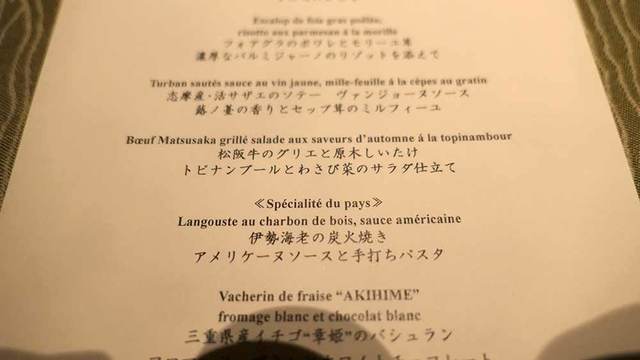 Escalop de foie gras poêlée,
risotto aux parmesan à la morille
フォアグラのポワレとモリーユ茸
濃厚なパルミジャーノのリゾットを添えて
Turban sautés sauce au vin jaune, mille-feuille á la cèpes au gratin
志摩産・活サザエのソテー ヴァンジョーヌソース
蕗ノ薹の香りとセップ茸のミルフィーユ
Bœuf Matsusaka grillé salade aux saveurs d'automne á la topinambour
松阪牛のグリエと原木しいたけ
トピナンブールとわさび菜のサラダ仕立て
≪Spécialité du pays≫
Langouste au charbon de bois, sauce américaine
伊勢海老の炭火焼き
アメリケーヌソースと手打ちパスタ
Vacherin de fraise “AKIHIME”
fromage blanc et chocolat blanc
三重県産イチゴ“章姫”のバシュラン